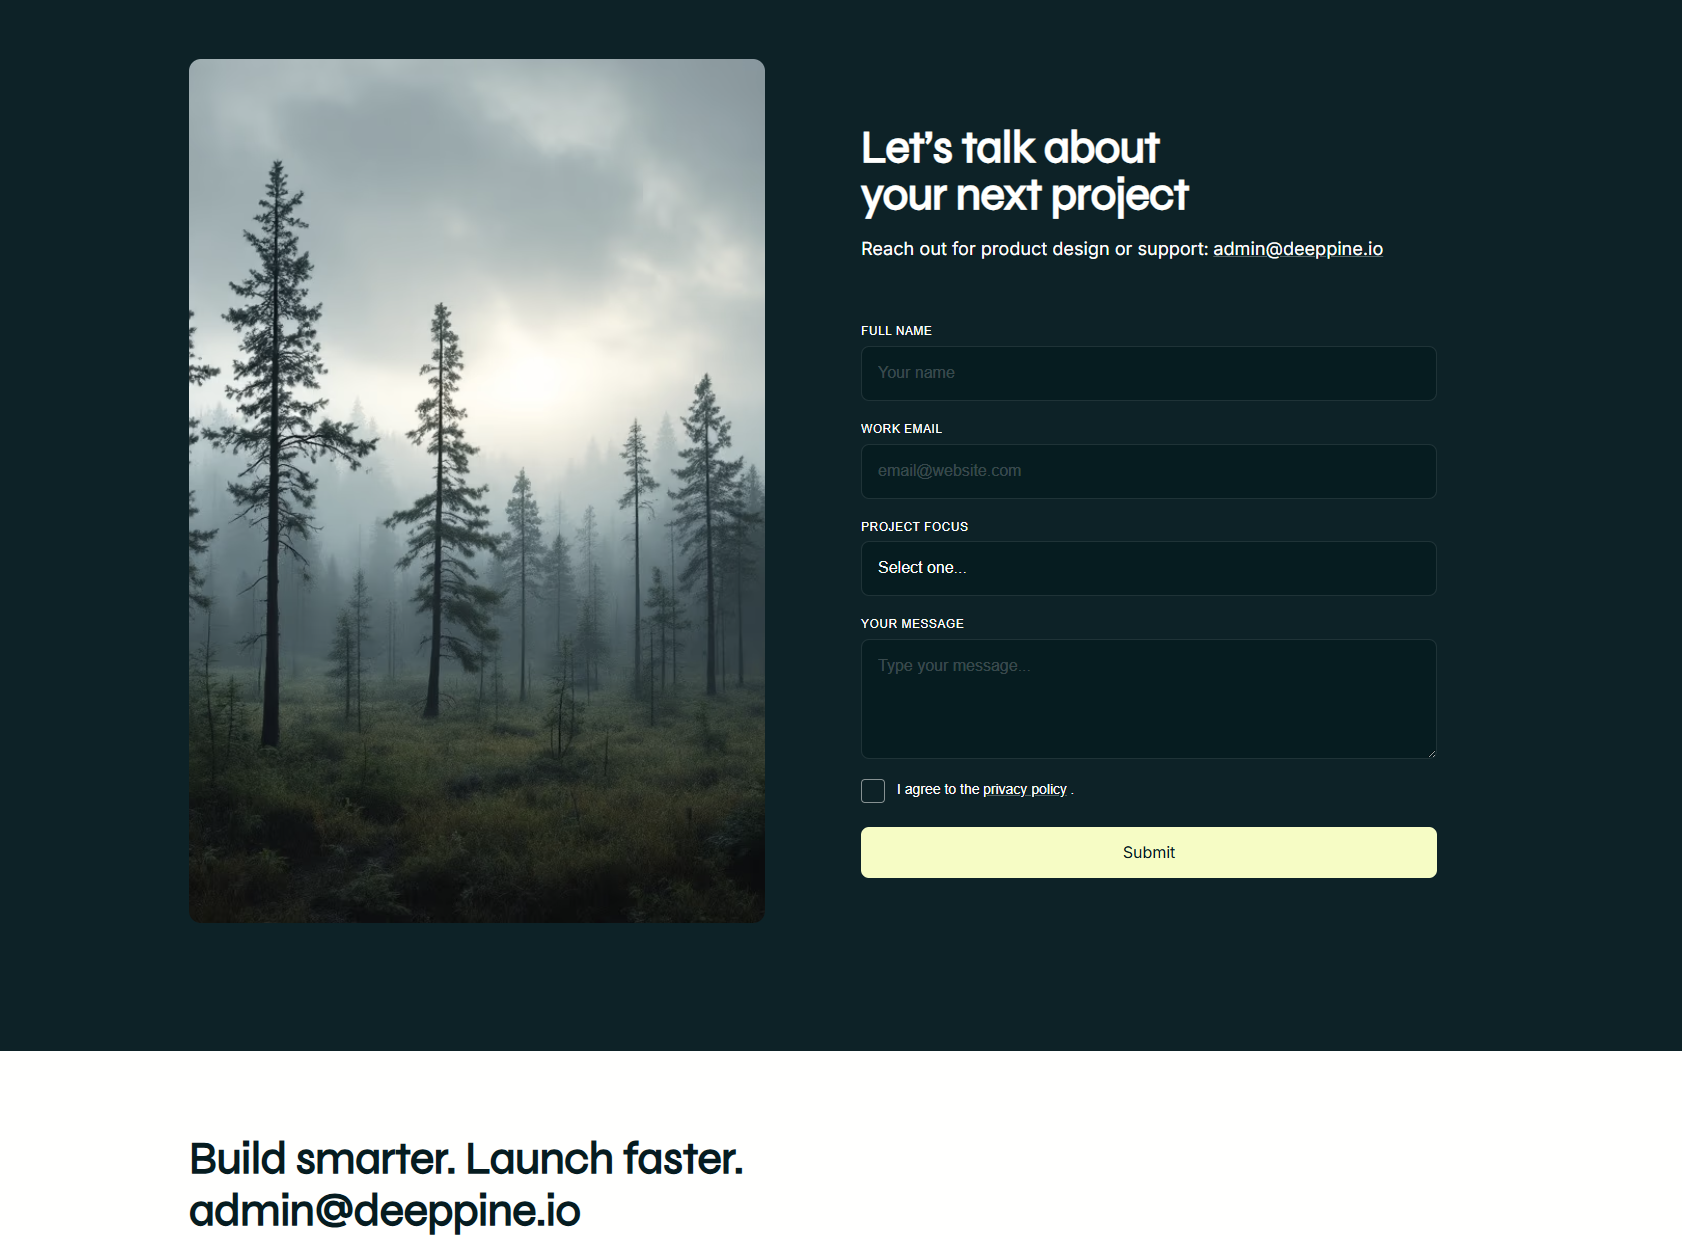 Let’s talk about
your next project
Reach out for product design or support: admin@deeppine.io
FULL NAME
Your name
WORK EMAIL
email@website.com
PROJECT FOCUS
Select one...
YOUR MESSAGE
Type your message...
I agree to the privacy policy .
Submit
Build smarter. Launch faster.
admin@deeppine.io